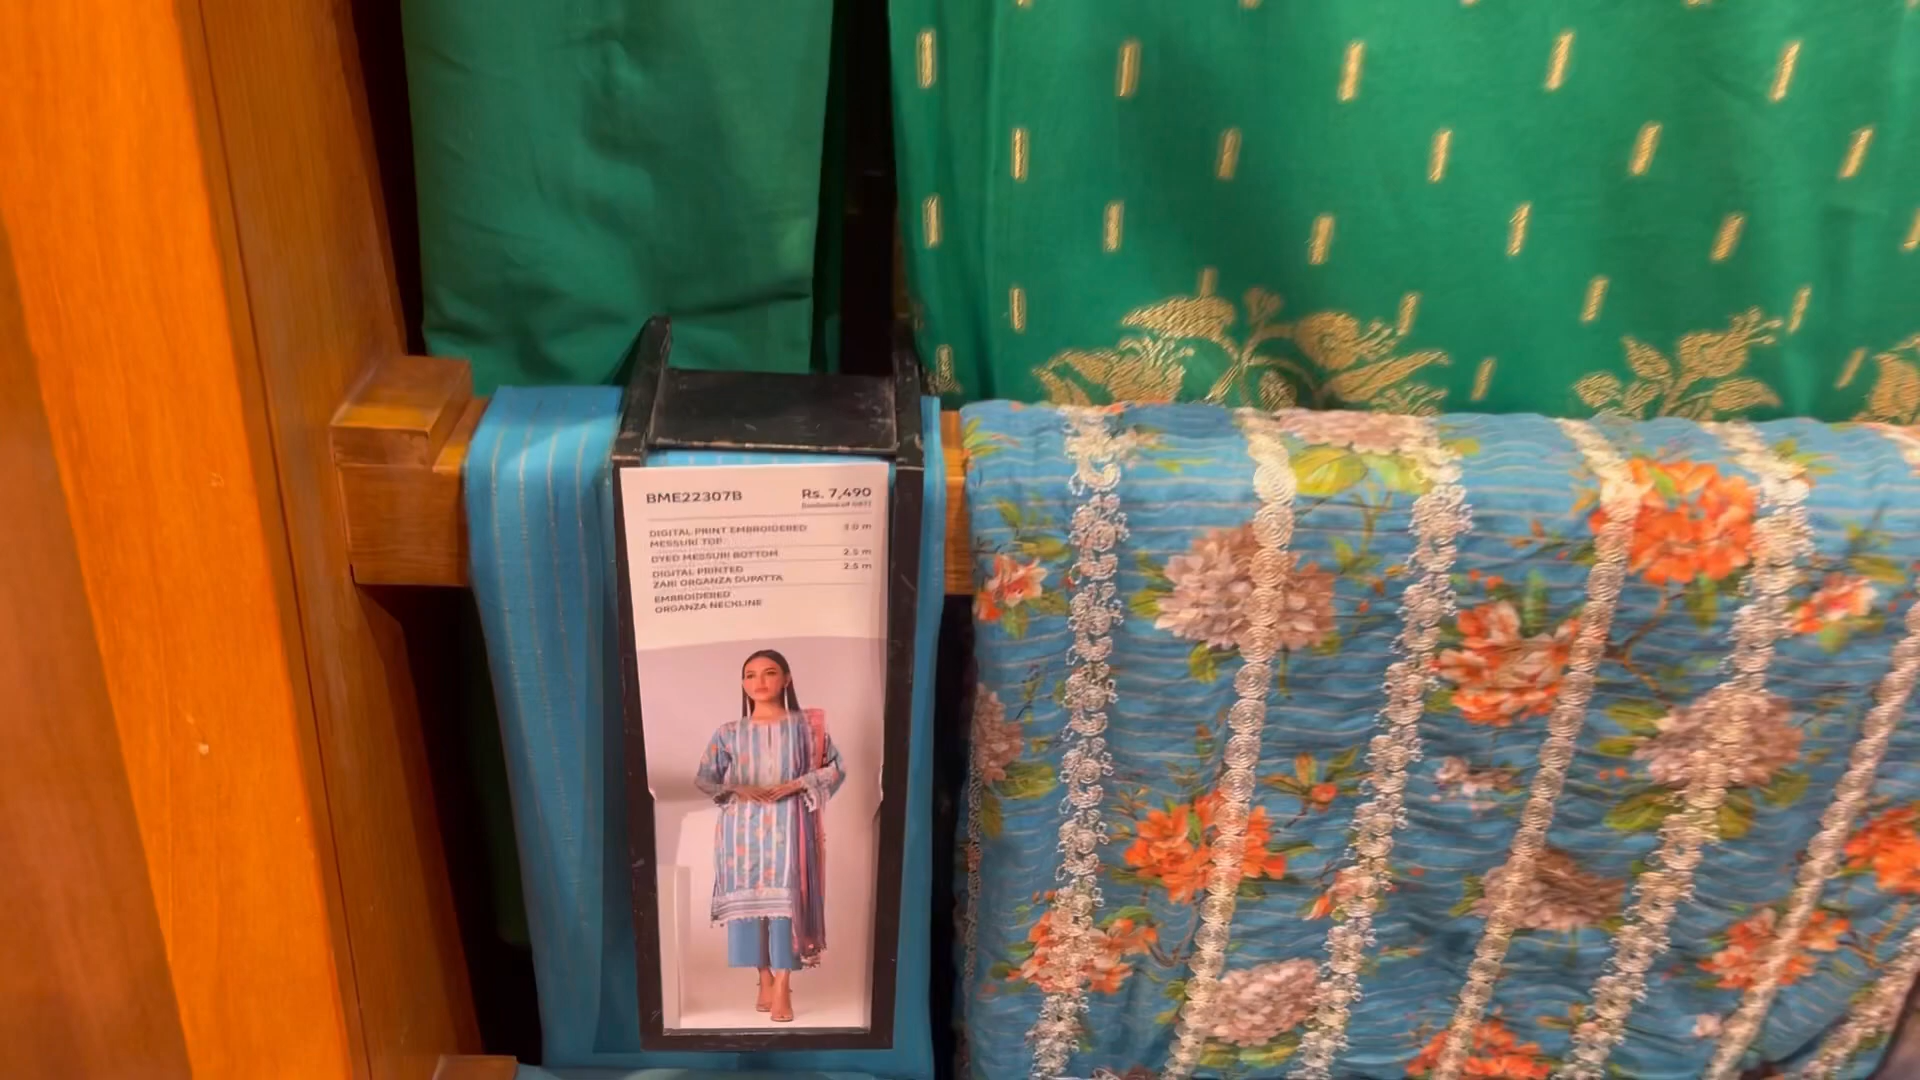 BME22307B Rs. 7,490
DIGITAL PRINT EMBROIDERED 3.0 m
MESSURI TOP
DYED MESSURI BOTTOM 2.5 m
DIGITAL PRINTED 2.5 m
ZARI ORGANZA DUPATTA
EMBROIDERED
ORGANZA NECKLINE